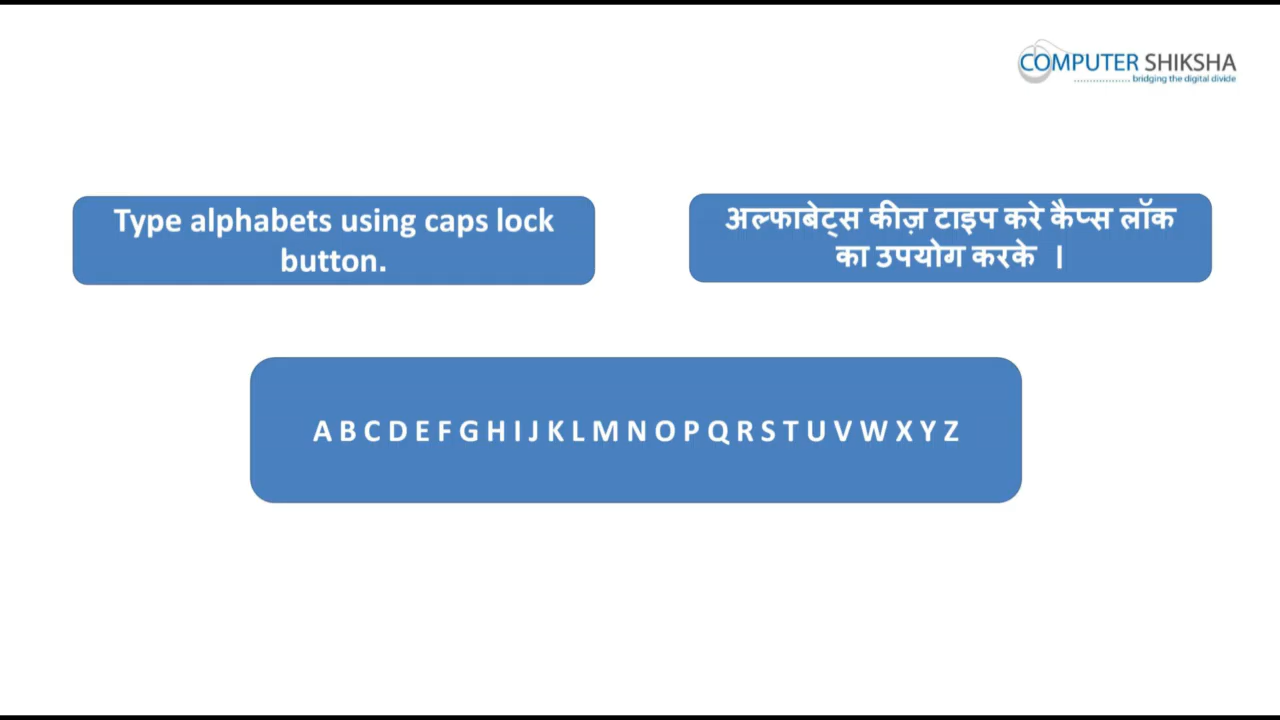 COMPUTER SHIKSHA
bridging the digital divide
Type alphabets using caps lock
button.
अल्फाबेट्स कीज़ टाइप करे कैप्स लॉक
का उपयोग करके ।
A B C D E F G H I J K L M N O P Q R S T U V W X Y Z